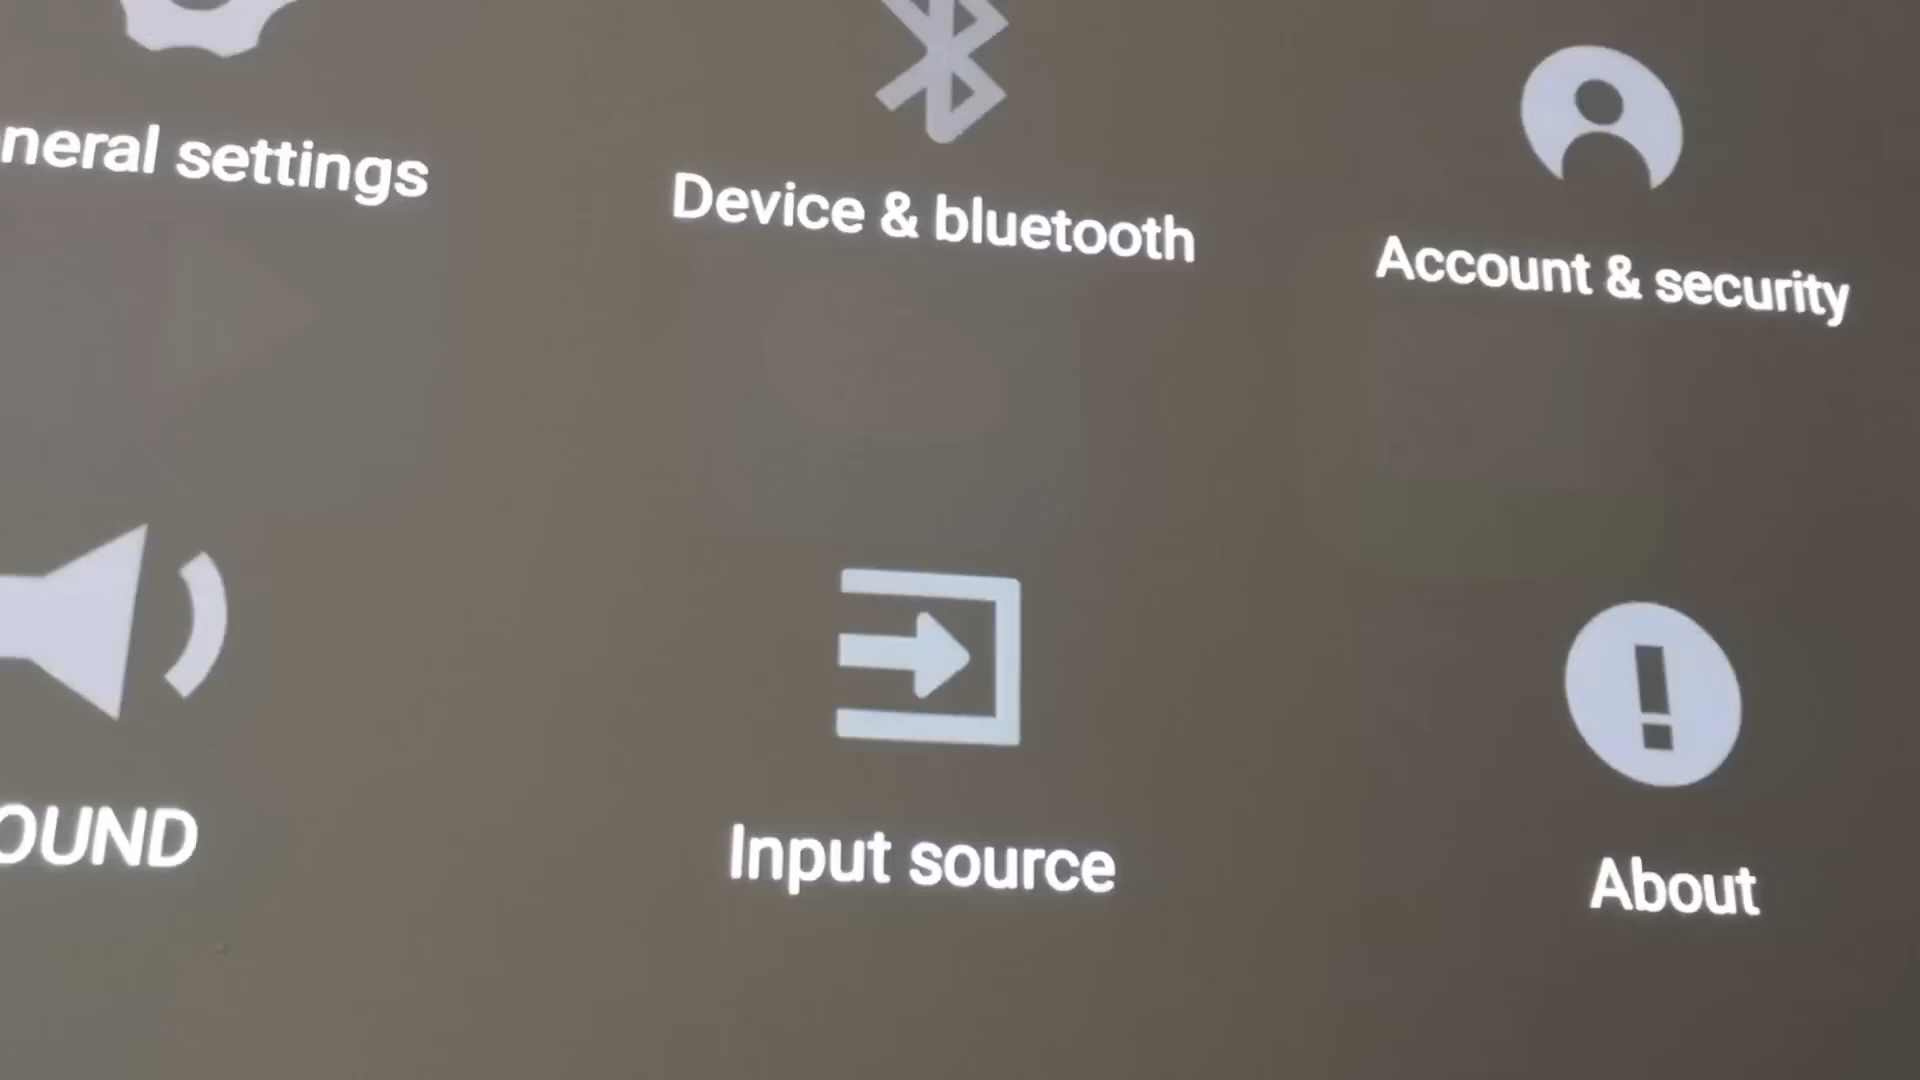 neral settings
Device & bluetooth
Account & security
OUND
Input source
About